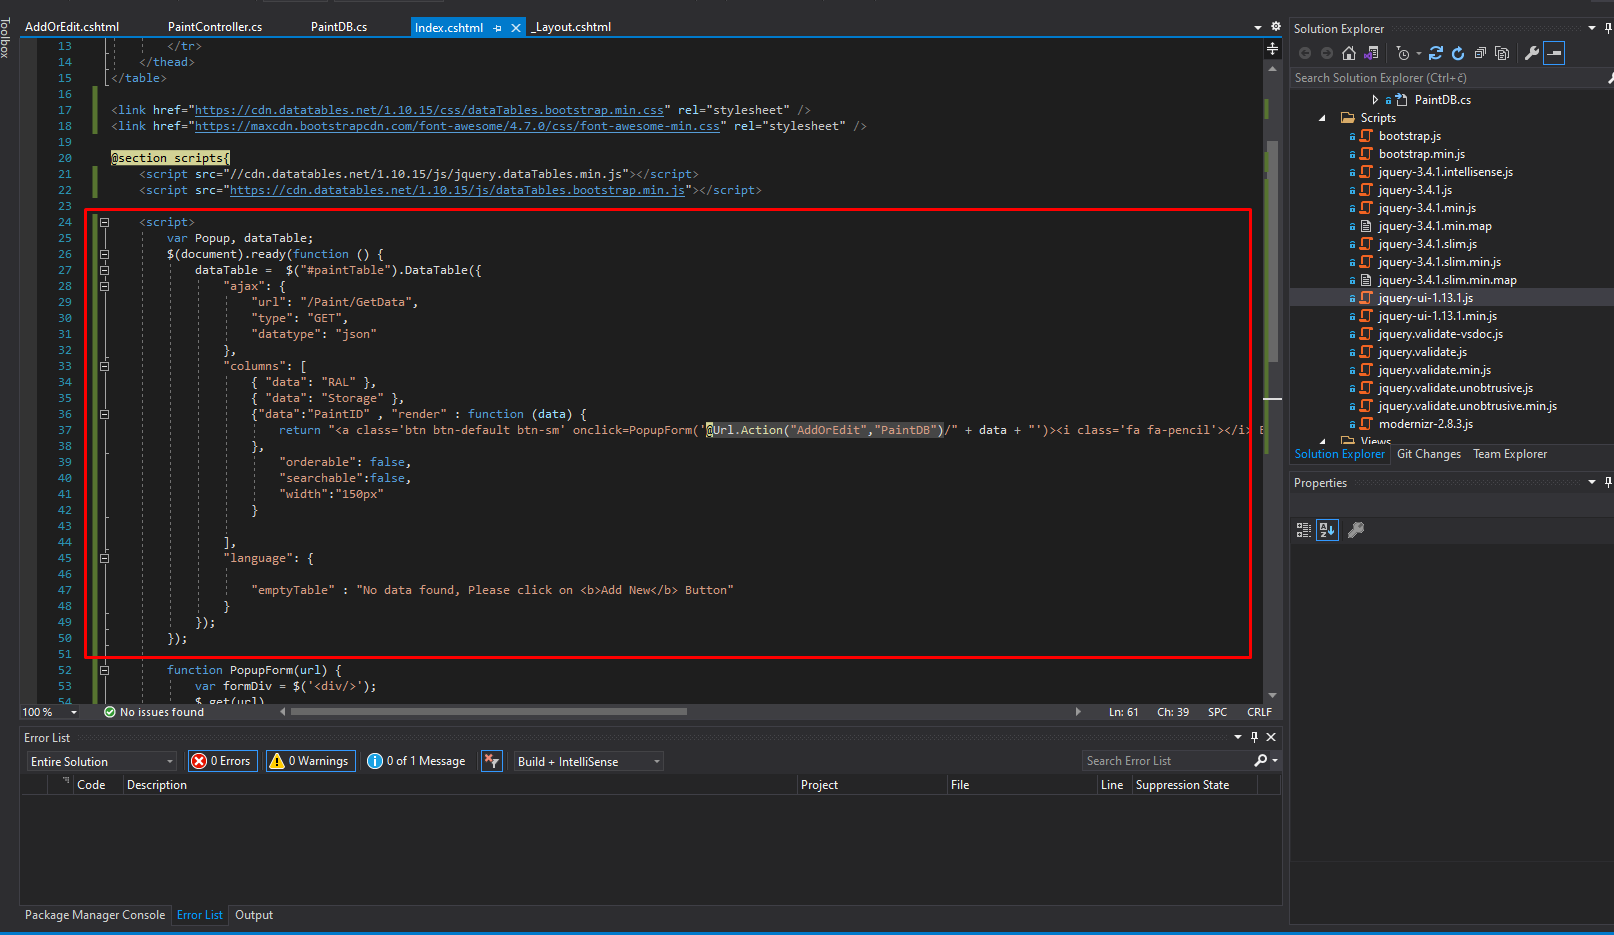 Toolbox
AddOrEdit.cshtml PaintController.cs PaintDB.cs Index.cshtml _Layout.cshtml
13 </tr>
14 </thead>
15 </table>
16
17 <link href="https://cdn.datatables.net/1.10.15/css/dataTables.bootstrap.min.css" rel="stylesheet" />
18 <link href="https://maxcdn.bootstrapcdn.com/font-awesome/4.7.0/css/font-awesome-min.css" rel="stylesheet" />
19
20 @section scripts{
21 <script src="//cdn.datatables.net/1.10.15/js/jquery.dataTables.min.js"></script>
22 <script src="https://cdn.datatables.net/1.10.15/js/dataTables.bootstrap.min.js"></script>
23
24 <script>
25 var Popup, dataTable;
26 $(document).ready(function () {
27 dataTable = $("#paintTable").DataTable({
28 "ajax": {
29 "url": "/Paint/GetData",
30 "type": "GET",
31 "datatype": "json"
32 },
33 "columns": [
34 { "data": "RAL" },
35 { "data": "Storage" },
36 {"data":"PaintID" , "render" : function (data) {
37 return "<a class='btn btn-default btn-sm' onclick=PopupForm('@Url.Action("AddOrEdit","PaintDB")/" + data + "')><i class='fa fa-pencil'></i>
38 },
39 "orderable": false,
40 "searchable":false,
41 "width":"150px"
42 }
43
44 ],
45 "language": {
46
47 "emptyTable" : "No data found, Please click on <b>Add New</b> Button"
48 }
49 });
50 });
51
52 function PopupForm(url) {
53 var formDiv = $('<div/>');
54 $.get(url)
100 % No issues found Ln: 61 Ch: 39 SPC CRLF
Error List
Entire Solution 0 Errors 0 Warnings 0 of 1 Message Build + IntelliSense Search Error List
Code Description Project File Line Suppression State
Package Manager Console Error List Output
Solution Explorer
Search Solution Explorer (Ctrl+č)
PaintDB.cs
Scripts
bootstrap.js
bootstrap.min.js
jquery-3.4.1.intellisense.js
jquery-3.4.1.js
jquery-3.4.1.min.js
jquery-3.4.1.min.map
jquery-3.4.1.slim.js
jquery-3.4.1.slim.min.js
jquery-3.4.1.slim.min.map
jquery-ui-1.13.1.js
jquery-ui-1.13.1.min.js
jquery.validate-vsdoc.js
jquery.validate.js
jquery.validate.min.js
jquery.validate.unobtrusive.js
jquery.validate.unobtrusive.min.js
modernizr-2.8.3.js
Views
Solution Explorer Git Changes Team Explorer
Properties